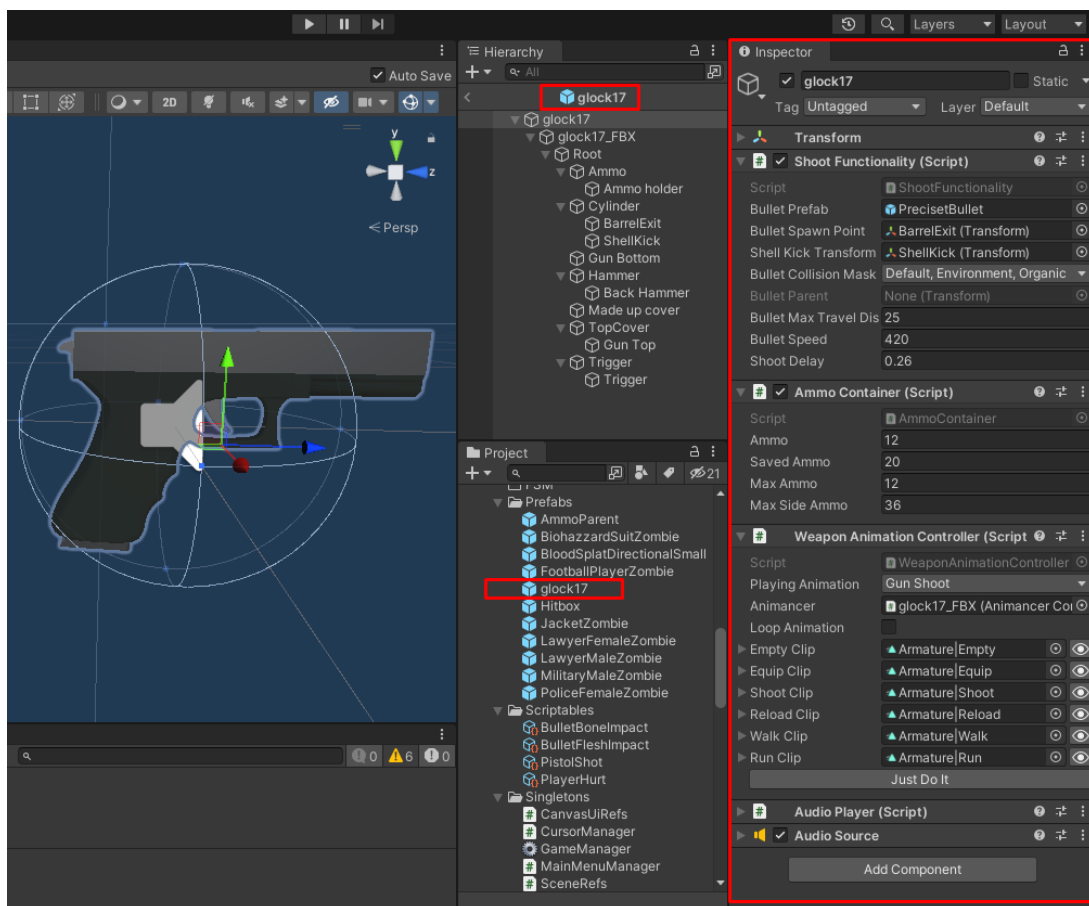 Layers
Layout
Auto Save
2D
y
z
Persp
Hierarchy
All
glock17
glock17
glock17_FBX
Root
Ammo
Ammo holder
Cylinder
BarrelExit
ShellKick
Gun Bottom
Hammer
Back Hammer
Made up cover
TopCover
Gun Top
Trigger
Trigger
Project
21
FSM
Prefabs
AmmoParent
BiohazzardSuitZombie
BloodSplatDirectionalSmall
FootballPlayerZombie
glock17
Hitbox
JacketZombie
LawyerFemaleZombie
LawyerMaleZombie
MilitaryMaleZombie
PoliceFemaleZombie
Scriptables
BulletBoneImpact
BulletFleshImpact
PistolShot
PlayerHurt
Singletons
CanvasUiRefs
CursorManager
GameManager
MainMenuManager
SceneRefs
0 6 0
Inspector
glock17 Static
Tag Untagged Layer Default
Transform
Shoot Functionality (Script)
Script ShootFunctionality
Bullet Prefab PrecisetBullet
Bullet Spawn Point BarrelExit (Transform)
Shell Kick Transform ShellKick (Transform)
Bullet Collision Mask Default, Environment, Organic
Bullet Parent None (Transform)
Bullet Max Travel Dis 25
Bullet Speed 420
Shoot Delay 0.26
Ammo Container (Script)
Script AmmoContainer
Ammo 12
Saved Ammo 20
Max Ammo 12
Max Side Ammo 36
Weapon Animation Controller (Script
Script WeaponAnimationController
Playing Animation Gun Shoot
Animancer glock17_FBX (Animancer Co
Loop Animation
Empty Clip Armature|Empty
Equip Clip Armature|Equip
Shoot Clip Armature|Shoot
Reload Clip Armature|Reload
Walk Clip Armature|Walk
Run Clip Armature|Run
Just Do It
Audio Player (Script)
Audio Source
Add Component